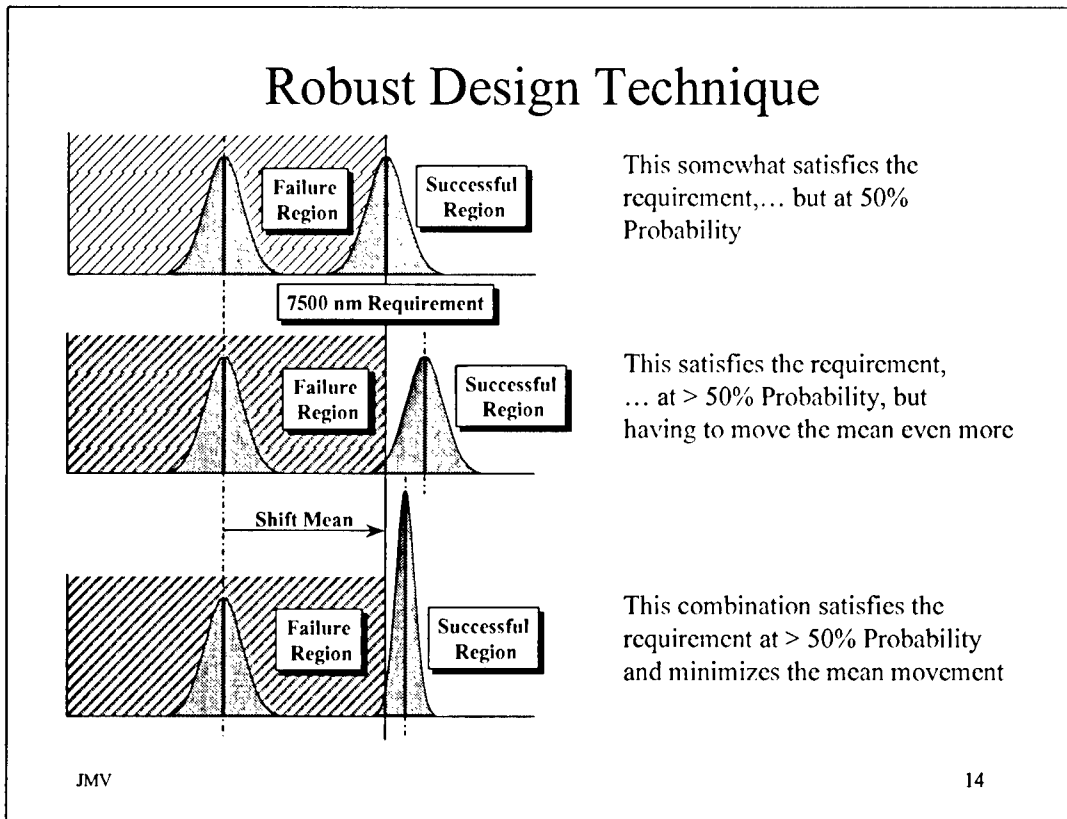 Robust Design Technique
Failure
Region
Successful
Region
This somewhat satisfies the
requirement,... but at 50%
Probability
7500 nm Requirement
Failure
Region
Successful
Region
This satisfies the requirement,
... at > 50% Probability, but
having to move the mean even more
Shift Mean
Failure
Region
Successful
Region
This combination satisfies the
requirement at > 50% Probability
and minimizes the mean movement
JMV
14